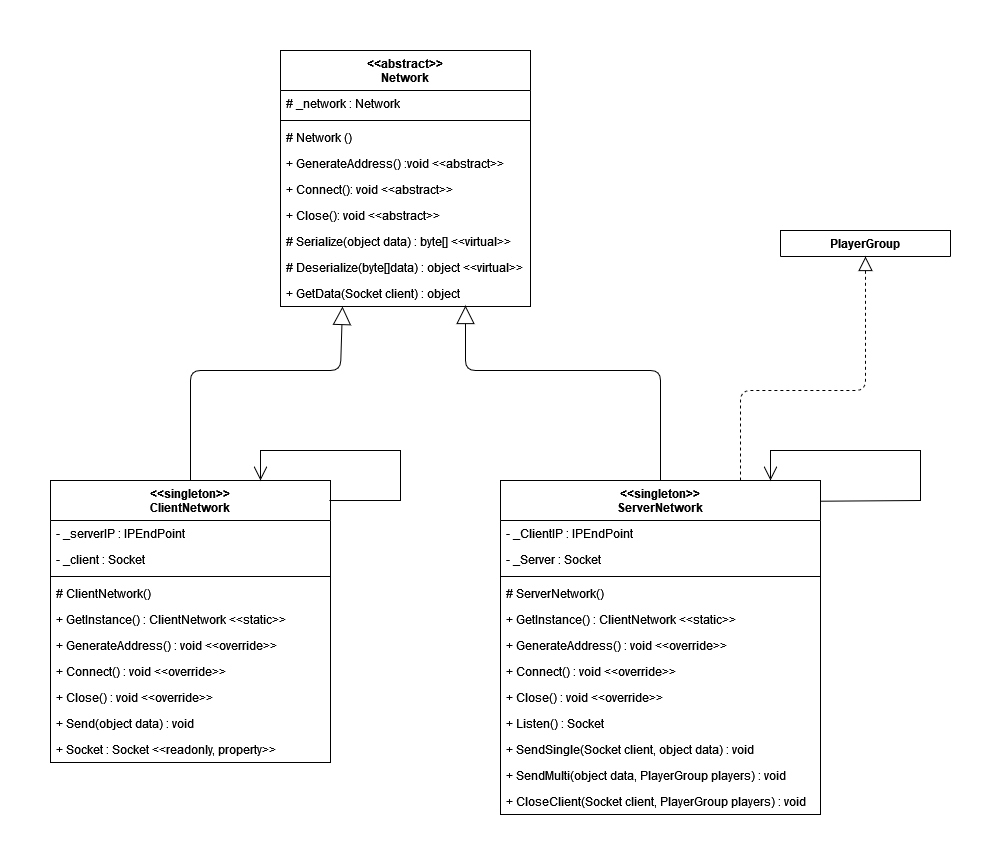 <<abstract>>
Network
# _network : Network
# Network ()
+ GenerateAddress() :void <<abstract>>
+ Connect(): void <<abstract>>
+ Close(): void <<abstract>>
# Serialize(object data) : byte[] <<virtual>>
# Deserialize(byte[]data) : object <<virtual>>
+ GetData(Socket client) : object
PlayerGroup
<<singleton>>
ClientNetwork
- _serverIP : IPEndPoint
- _client : Socket
# ClientNetwork()
+ GetInstance() : ClientNetwork <<static>>
+ GenerateAddress() : void <<override>>
+ Connect() : void <<override>>
+ Close() : void <<override>>
+ Send(object data) : void
+ Socket : Socket <<readonly, property>>
<<singleton>>
ServerNetwork
- _ClientIP : IPEndPoint
- _Server : Socket
# ServerNetwork()
+ GetInstance() : ClientNetwork <<static>>
+ GenerateAddress() : void <<override>>
+ Connect() : void <<override>>
+ Close() : void <<override>>
+ Listen() : Socket
+ SendSingle(Socket client, object data) : void
+ SendMulti(object data, PlayerGroup players) : void
+ CloseClient(Socket client, PlayerGroup players) : void